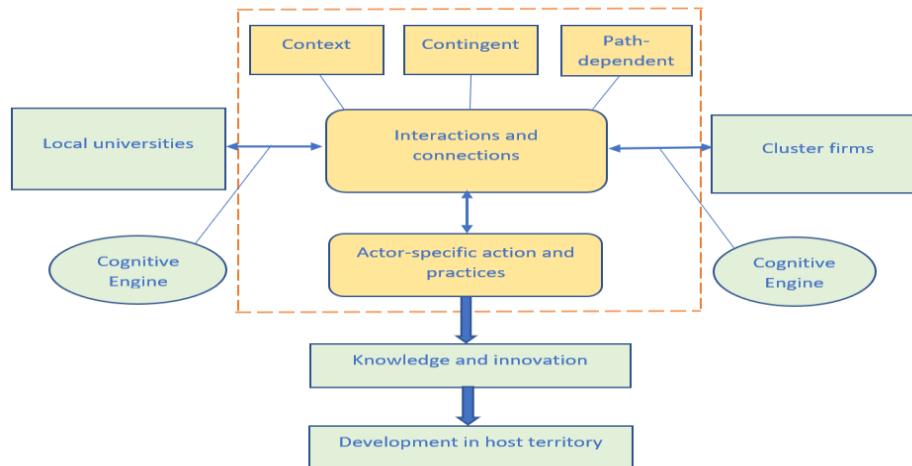 Context
Contingent
Path-
dependent
Local universities
Interactions and
connections
Cluster firms
Cognitive
Engine
Actor-specific action and
practices
Cognitive
Engine
Knowledge and innovation
Development in host territory